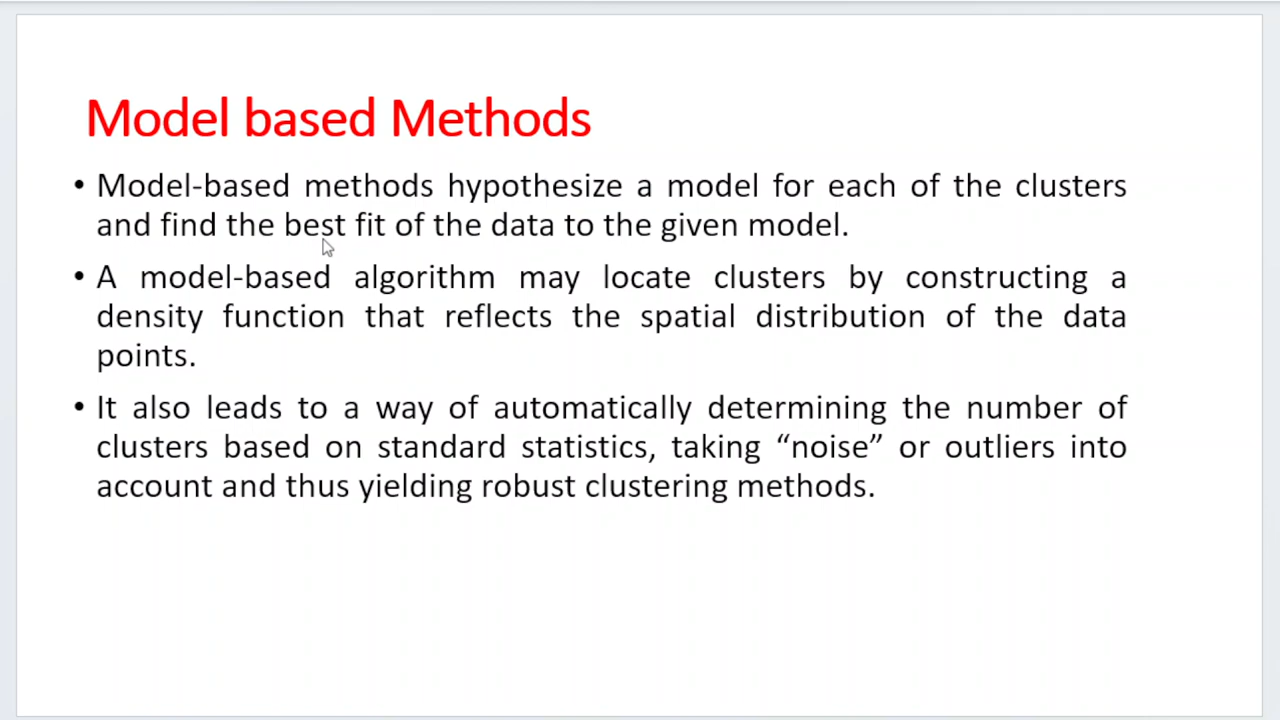 Model based Methods
• Model-based methods hypothesize a model for each of the clusters
and find the best fit of the data to the given model.
• A model-based algorithm may locate clusters by constructing a
density function that reflects the spatial distribution of the data
points.
• It also leads to a way of automatically determining the number of
clusters based on standard statistics, taking “noise” or outliers into
account and thus yielding robust clustering methods.